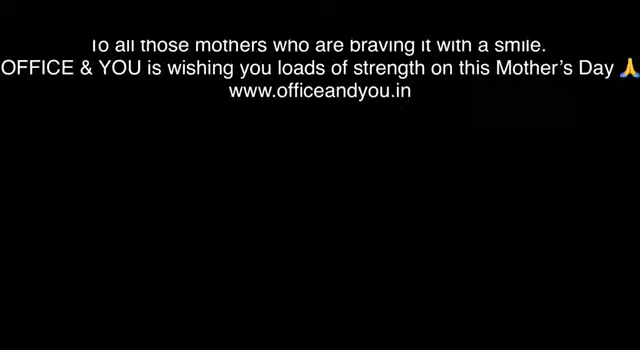 To all those mothers who are braving it with a smile.
OFFICE & YOU is wishing you loads of strength on this Mother’s Day 🙏
www.officeandyou.in